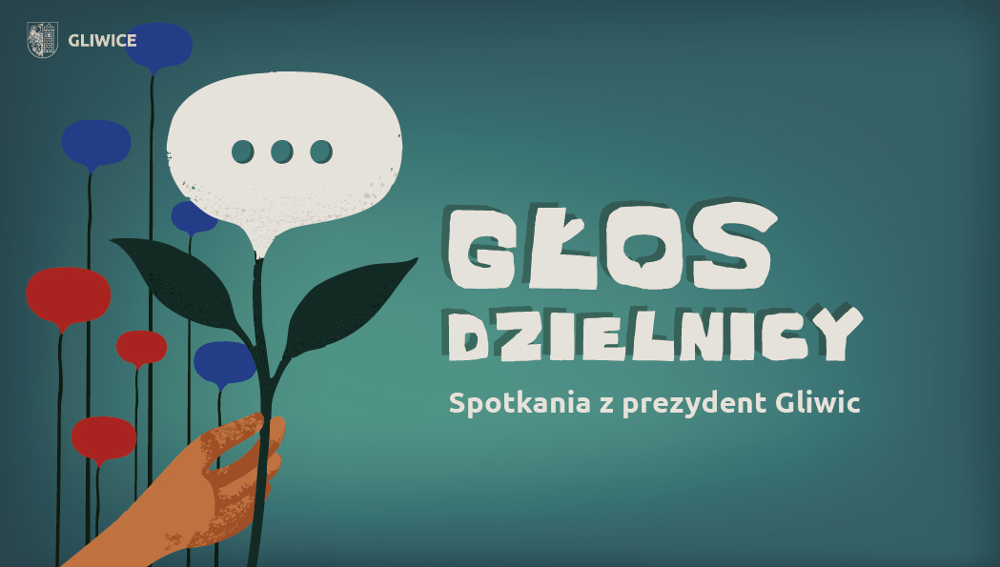 GLIWICE
GŁOS
DZIELNICY
Spotkania z prezydent Gliwic